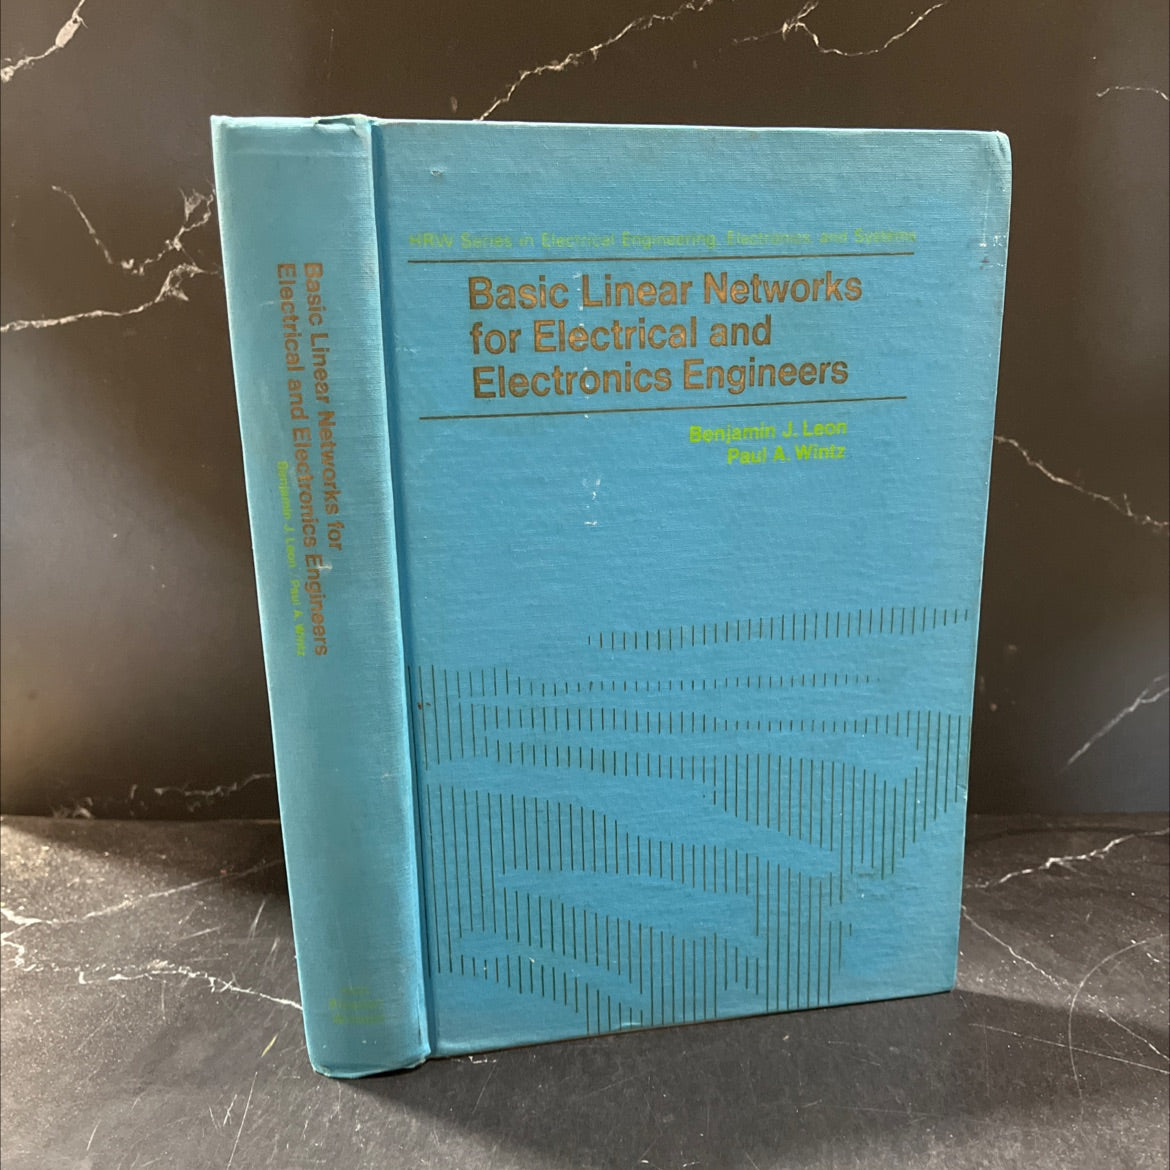 HRW Series in Electrical Engineering, Electronics, and Systems
Basic Linear Networks
for Electrical and
Electronics Engineers
Benjamin J. Leon
Paul A. Wintz
Basic Linear Networks for
Electrical and Electronics Engineers
Benjamin J. Leon Paul A. Wintz